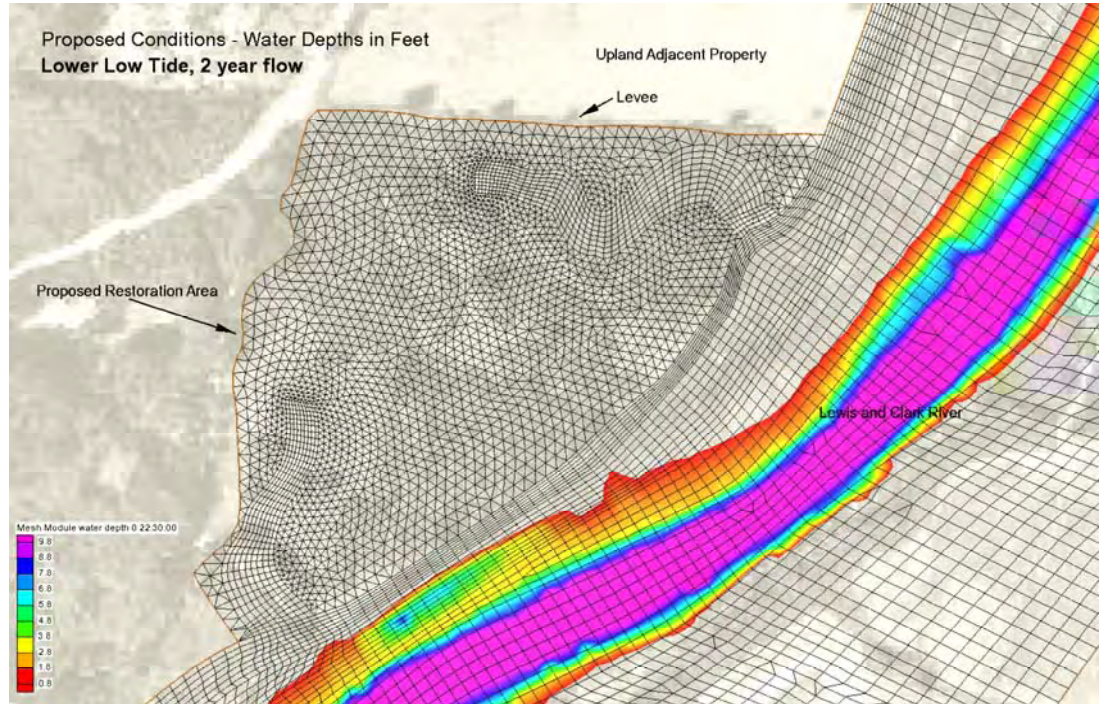 Proposed Conditions - Water Depths in Feet
Lower Low Tide, 2 year flow
Upland Adjacent Property
Levee
Proposed Restoration Area
Lewis and Clark River
Mesh Module water depth 0 22:30:00
9.8
8.8
7.8
6.8
5.8
4.8
3.8
2.8
1.8
0.8